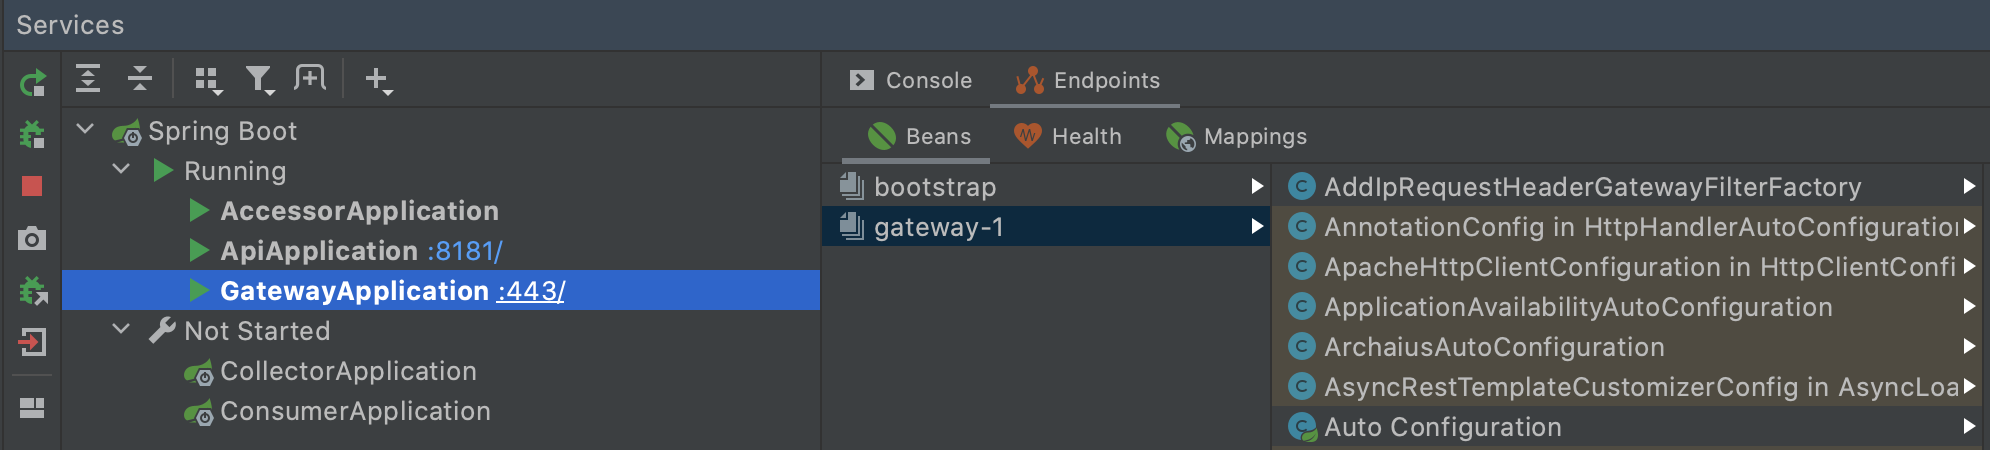 Services
Console
Endpoints
Spring Boot
Beans
Health
Mappings
Running
bootstrap
AddIpRequestHeaderGatewayFilterFactory
AccessorApplication
gateway-1
AnnotationConfig in HttpHandlerAutoConfiguration
ApiApplication :8181/
ApacheHttpClientConfiguration in HttpClientConfi
GatewayApplication :443/
ApplicationAvailabilityAutoConfiguration
Not Started
ArchaiusAutoConfiguration
CollectorApplication
AsyncRestTemplateCustomizerConfig in AsyncLoa
ConsumerApplication
Auto Configuration